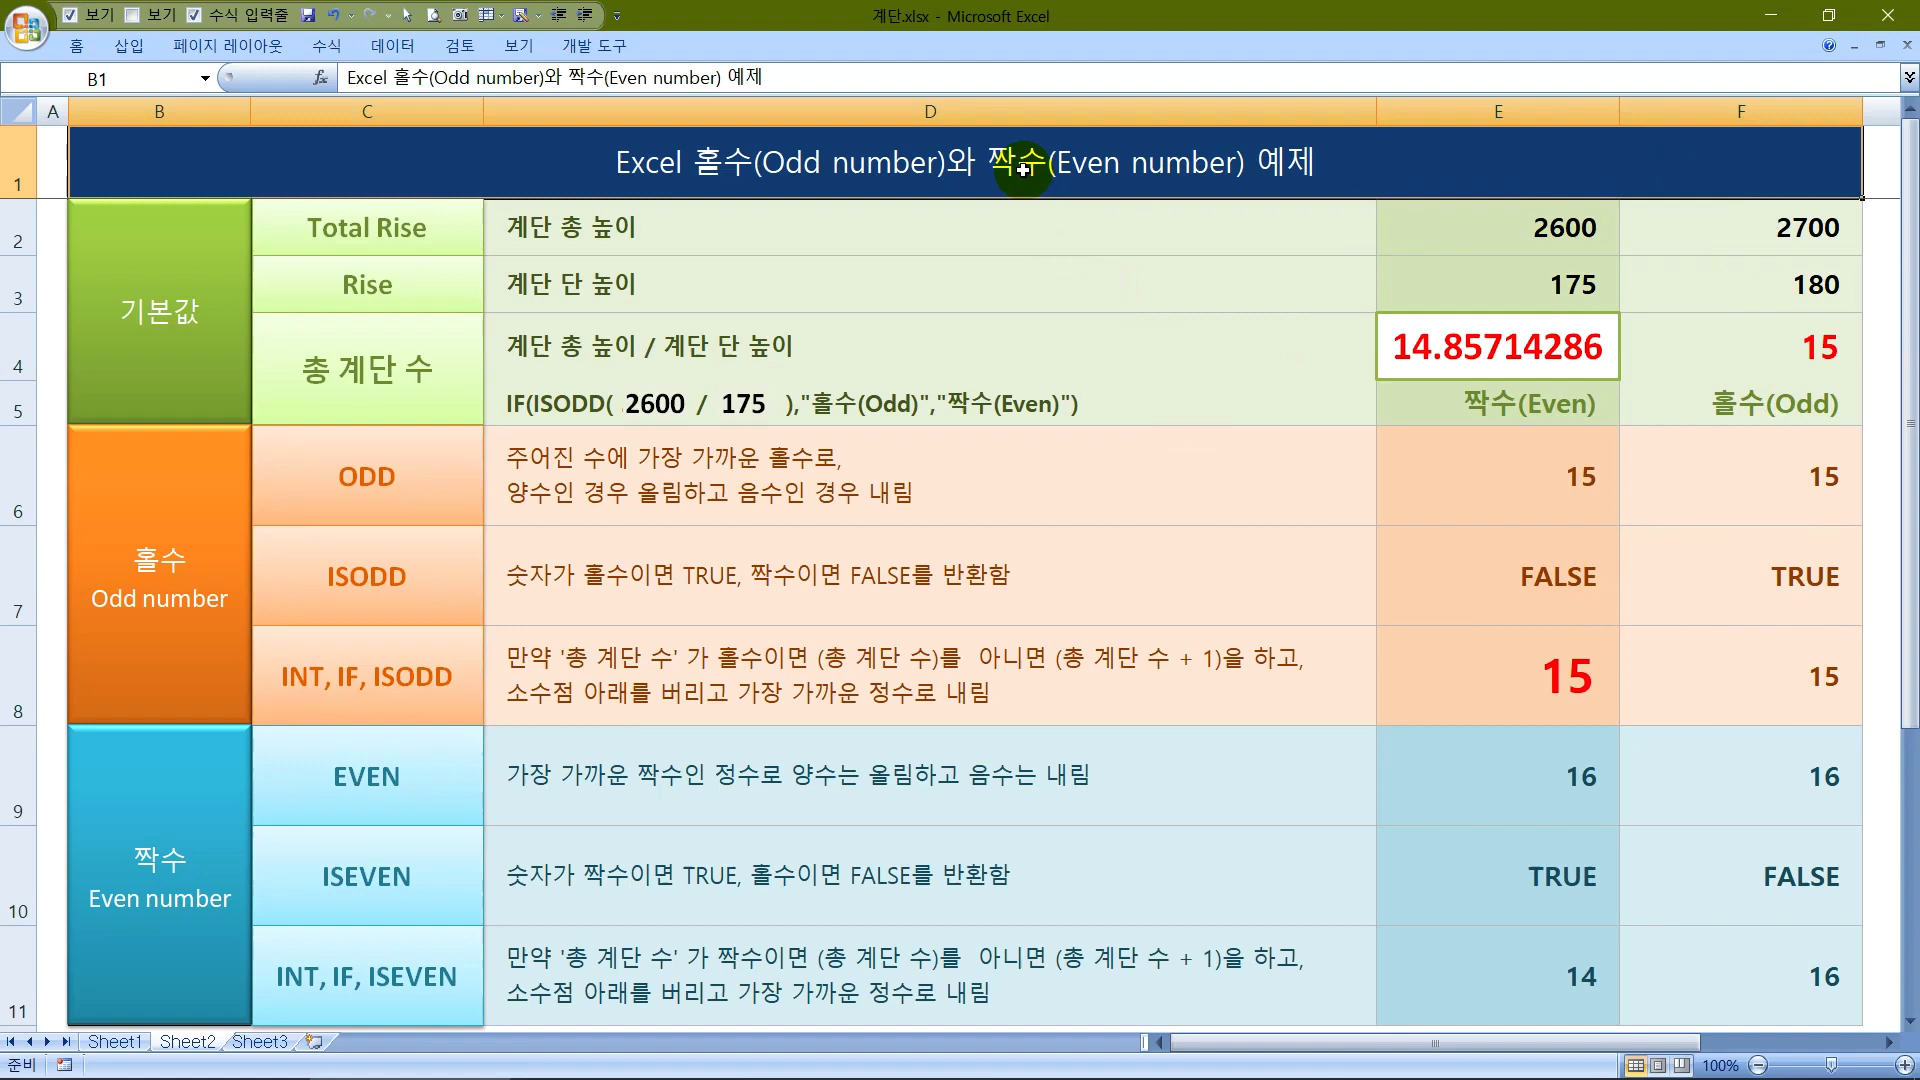 보기 보기 수식 입력줄
계단.xlsx - Microsoft Excel
홈 삽입 페이지 레이아웃 수식 데이터 검토 보기 개발 도구
B1 fx Excel 홀수(Odd number)와 짝수(Even number) 예제
A B C D E F
1 Excel 홀수(Odd number)와 짝수(Even number) 예제
기본값
2 Total Rise 계단 총 높이 2600 2700
3 Rise 계단 단 높이 175 180
총 계단 수
4 계단 총 높이 / 계단 단 높이 14.85714286 15
5 IF(ISODD( 2600 / 175 ),"홀수(Odd)","짝수(Even)") 짝수(Even) 홀수(Odd)
홀수
Odd number
6 ODD 주어진 수에 가장 가까운 홀수로,
양수인 경우 올림하고 음수인 경우 내림 15 15
7 ISODD 숫자가 홀수이면 TRUE, 짝수이면 FALSE를 반환함 FALSE TRUE
8 INT, IF, ISODD 만약 '총 계단 수' 가 홀수이면 (총 계단 수)를 아니면 (총 계단 수 + 1)을 하고,
소수점 아래를 버리고 가장 가까운 정수로 내림 15 15
짝수
Even number
9 EVEN 가장 가까운 짝수인 정수로 양수는 올림하고 음수는 내림 16 16
10 ISEVEN 숫자가 짝수이면 TRUE, 홀수이면 FALSE를 반환함 TRUE FALSE
11 INT, IF, ISEVEN 만약 '총 계단 수' 가 짝수이면 (총 계단 수)를 아니면 (총 계단 수 + 1)을 하고,
소수점 아래를 버리고 가장 가까운 정수로 내림 14 16
Sheet1 Sheet2 Sheet3
준비 100%